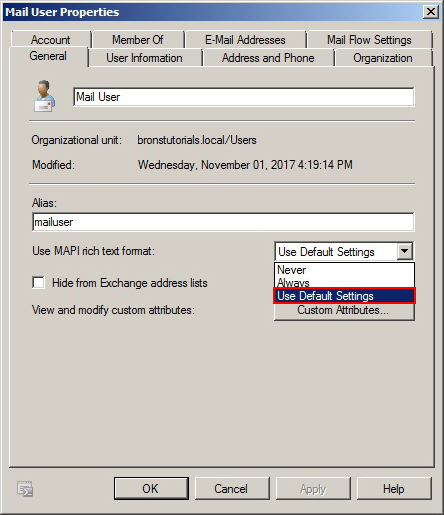 Mail User Properties
Account Member Of E-Mail Addresses Mail Flow Settings
General User Information Address and Phone Organization
Mail User
Organizational unit: bronstutorials.local/Users
Modified: Wednesday, November 01, 2017 4:19:14 PM
Alias:
mailuser
Use MAPI rich text format: Use Default Settings
Never
Hide from Exchange address lists Always
Use Default Settings
View and modify custom attributes: Custom Attributes...
OK Cancel Apply Help